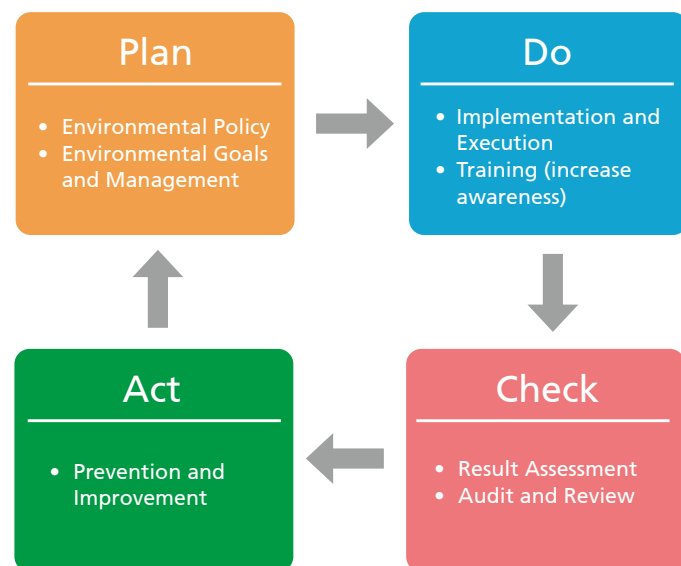 Plan
• Environmental Policy
• Environmental Goals
and Management
Do
• Implementation and
Execution
• Training (increase
awareness)
Act
• Prevention and
Improvement
Check
• Result Assessment
• Audit and Review